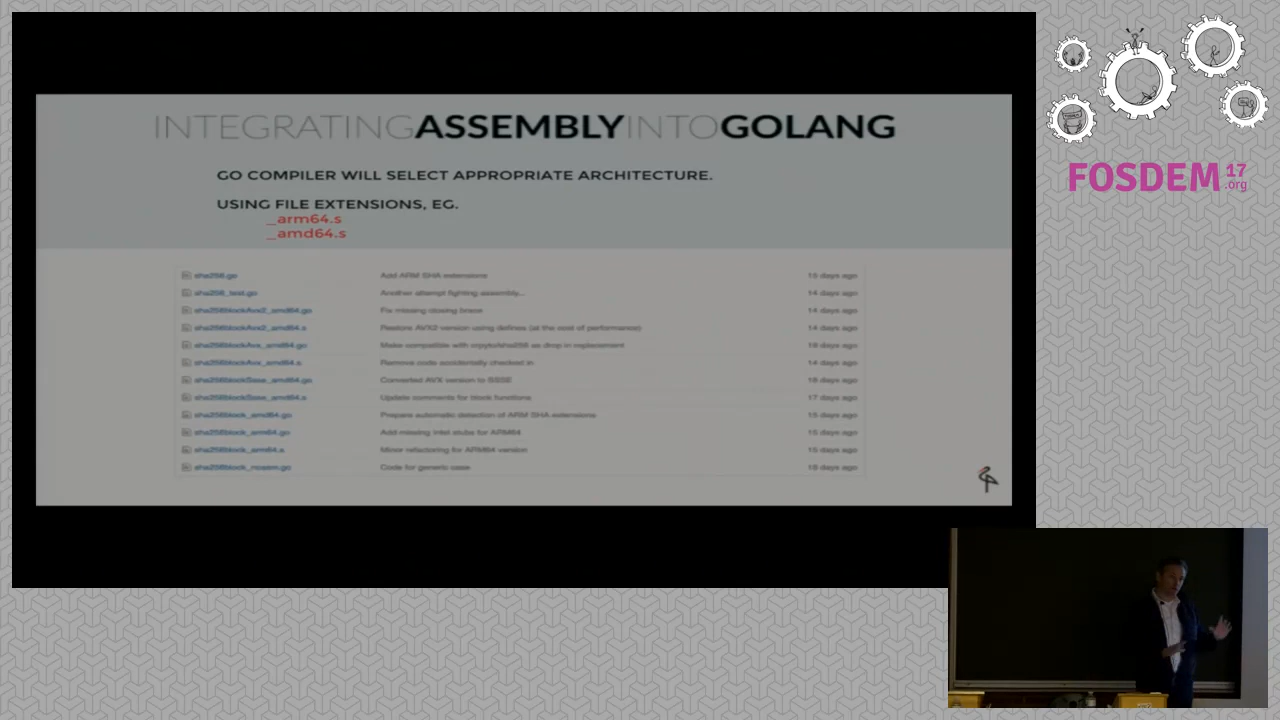 INTEGRATINGASSEMBLYINTOGOLANG
GO COMPILER WILL SELECT APPROPRIATE ARCHITECTURE.
USING FILE EXTENSIONS, EG.
_arm64.s
_amd64.s
sha256.go Add ARM SHA extensions 15 days ago
sha256_test.go Another attempt fighting assembly... 14 days ago
sha256blockAvx2_amd64.go Fix missing closing brace 14 days ago
sha256blockAvx2_amd64.s Restore AVX2 version using defines (at the cost of performance) 14 days ago
sha256blockAvx_amd64.go Make compatible with crypto/sha256 as drop in replacement 18 days ago
sha256blockAvx_amd64.s Remove code accidentally checked in 14 days ago
sha256blockSsse_amd64.go Converted AVX version to SSSE 18 days ago
sha256blockSsse_amd64.s Update comments for block functions 17 days ago
sha256block_amd64.go Prepare automatic detection of ARM SHA extensions 15 days ago
sha256block_arm64.go Add missing Intel stubs for ARM64 15 days ago
sha256block_arm64.s Minor refactoring for ARM64 version 15 days ago
sha256block_noasm.go Code for generic case 18 days ago
FOSDEM 17
.org